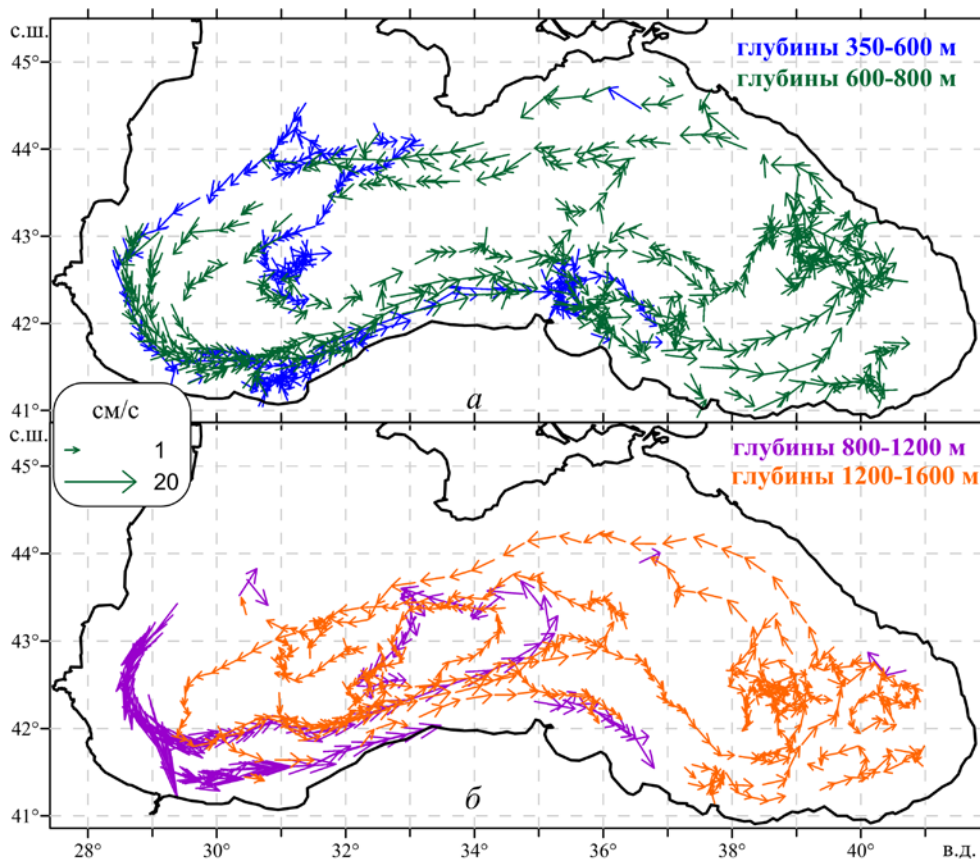 с.ш.
45°
44°
43°
42°
41°
глубины 350-600 м
глубины 600-800 м
а
см/с
1
20
с.ш.
45°
44°
43°
42°
41°
глубины 800-1200 м
глубины 1200-1600 м
б
28° 30° 32° 34° 36° 38° 40° в.д.